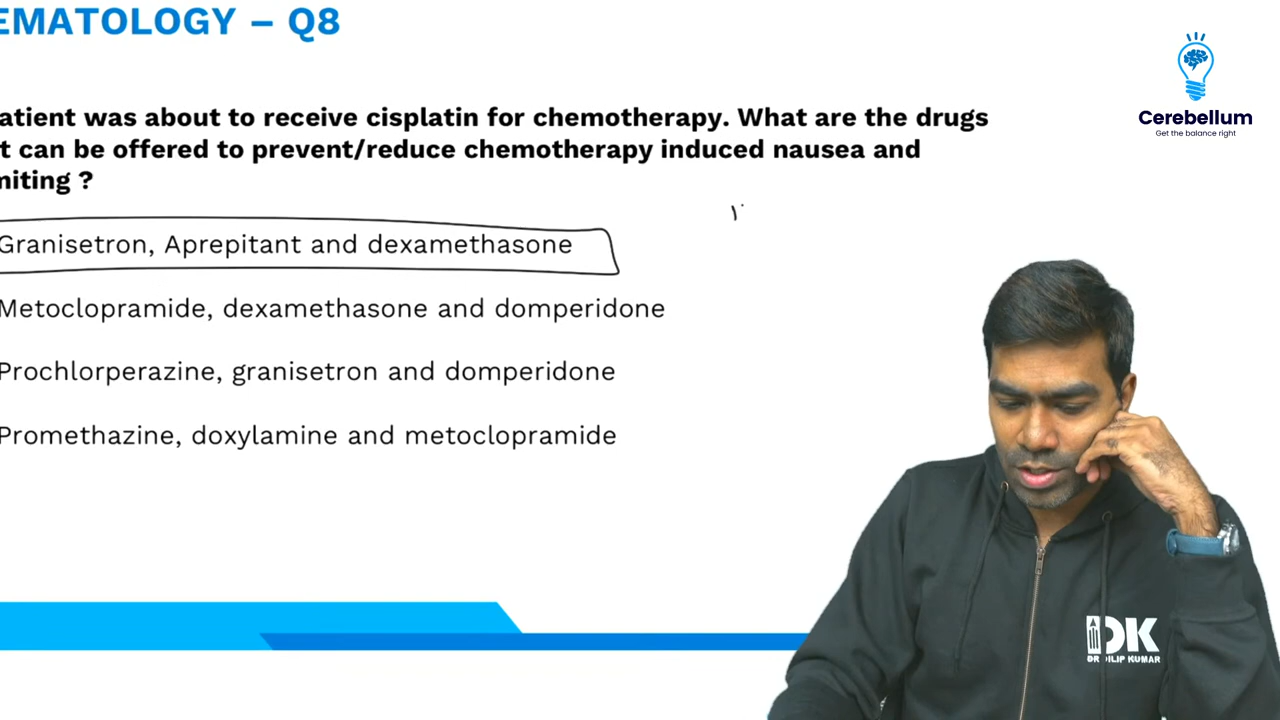 EMATOLOGY – Q8
Cerebellum
Get the balance right
atient was about to receive cisplatin for chemotherapy. What are the drugs
t can be offered to prevent/reduce chemotherapy induced nausea and
miting ?
Granisetron, Aprepitant and dexamethasone
Metoclopramide, dexamethasone and domperidone
Prochlorperazine, granisetron and domperidone
Promethazine, doxylamine and metoclopramide
DK
DR DILIP KUMAR